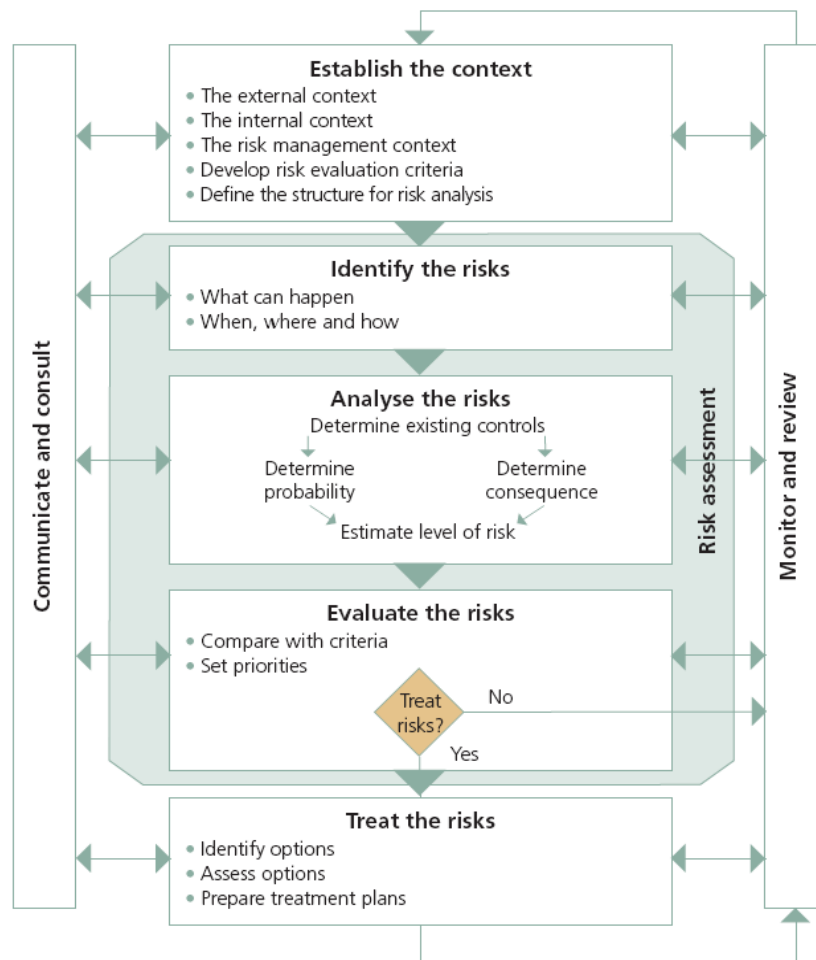 Establish the context
• The external context
• The internal context
• The risk management context
• Develop risk evaluation criteria
• Define the structure for risk analysis
Identify the risks
• What can happen
• When, where and how
Analyse the risks
Determine existing controls
Determine
probability
Determine
consequence
Estimate level of risk
Evaluate the risks
• Compare with criteria
• Set priorities
Treat
risks?
No
Yes
Treat the risks
• Identify options
• Assess options
• Prepare treatment plans
Communicate and consult
Risk assessment
Monitor and review